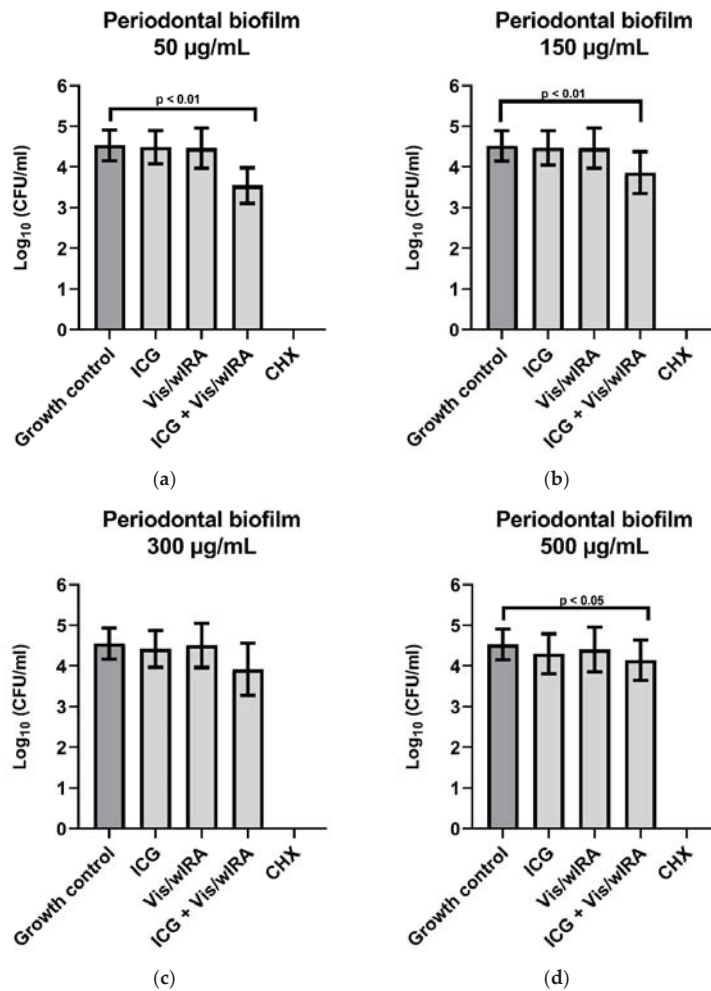 Periodontal biofilm
50 µg/mL
p < 0.01
Log10 (CFU/ml)
6
5
4
3
2
1
0
Growth control
ICG
Vis/wIRA
ICG + Vis/wIRA
CHX
(a)
Periodontal biofilm
150 µg/mL
p < 0.01
Log10 (CFU/ml)
6
5
4
3
2
1
0
Growth control
ICG
Vis/wIRA
ICG + Vis/wIRA
CHX
(b)
Periodontal biofilm
300 µg/mL
Log10 (CFU/ml)
6
5
4
3
2
1
0
Growth control
ICG
Vis/wIRA
ICG + Vis/wIRA
CHX
(c)
Periodontal biofilm
500 µg/mL
p < 0.05
Log10 (CFU/ml)
6
5
4
3
2
1
0
Growth control
ICG
Vis/wIRA
ICG + Vis/wIRA
CHX
(d)